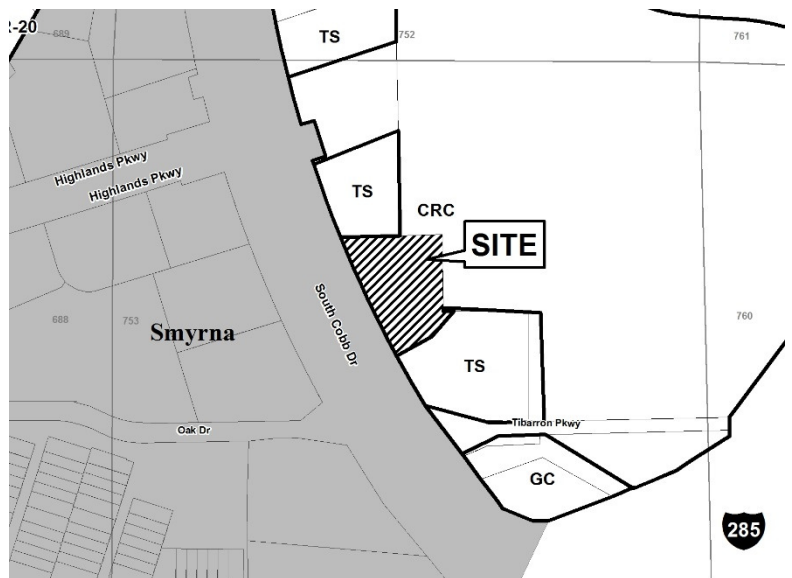 R-20
689
TS
752
761
Highlands Pkwy
Highlands Pkwy
TS
CRC
SITE
South Cobb Dr
688
753
Smyrna
760
TS
Oak Dr
Tibarron Pkwy
GC
285